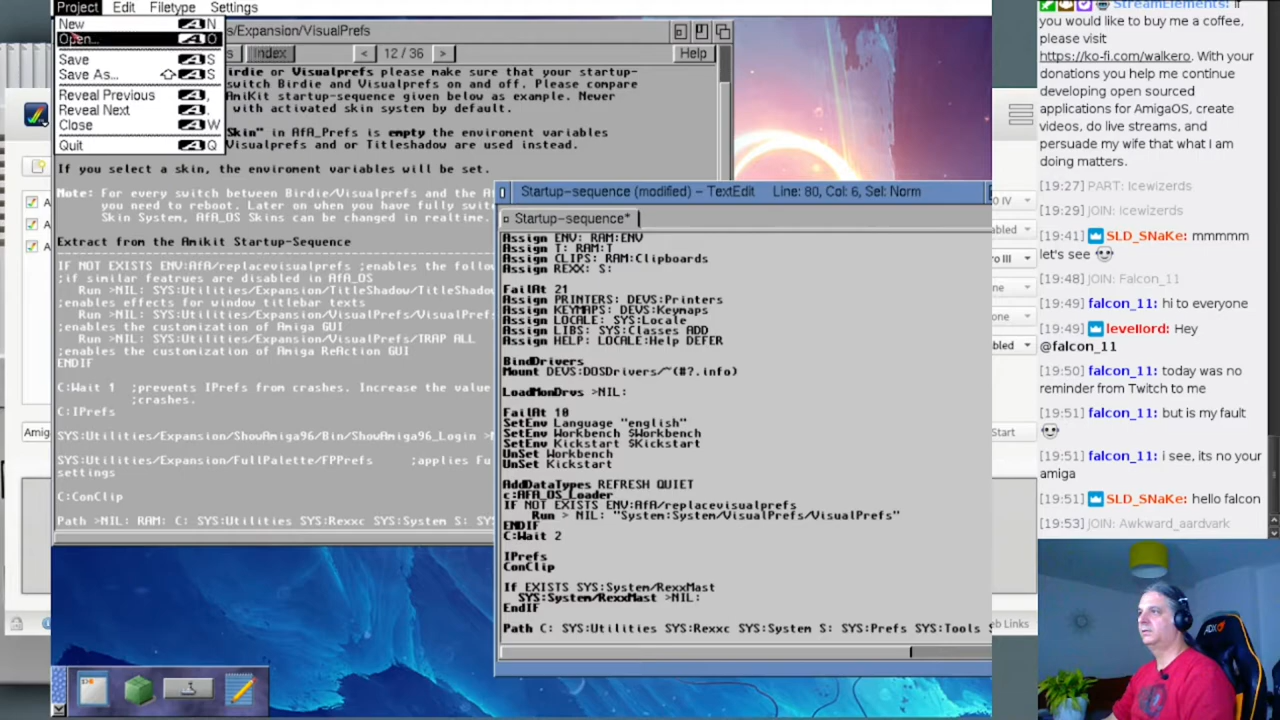 Project Edit Filetype Settings
New N
Open... O
Save S
Save As... S
Reveal Previous ,
Reveal Next .
Close W
Quit Q
/Expansion/VisualPrefs
s Index < 12 / 36 > Help
irdie or Visualprefs please make sure that your startup-
switch Birdie and Visualprefs on and off. Please compare
AmiKit startup-sequence given below as example. Newer
with activated skin system by default.
Skin" in AfA_Prefs is empty the enviroment variables
Visualprefs and or Titleshadow are used instead.
If you select a skin, the enviroment variables will be set.
Note: For every switch between Birdie/Visualprefs and the A
you need to reboot. Later on when you have fully switc
Skin System, AfA_OS Skins can be changed in realtime.
Extract from the Amikit Startup-Sequence
IF NOT EXISTS ENV:AfA/replacevisualprefs ;enables the follow
;if similar featrues are disabled in AfA_OS
Run >NIL: SYS:Utilities/Expansion/TitleShadow/TitleShad
;enables effects for window titlebar texts
Run >NIL: SYS:Utilities/Expansion/VisualPrefs/VisualPref
;enables the customization of Amiga GUI
Run >NIL: SYS:Utilities/Expansion/VisualPrefs/TRAP ALL
;enables the customization of Amiga ReAction GUI
ENDIF
C:Wait 1 ;prevents IPrefs from crashes. Increase the value
;crashes.
C:IPrefs
SYS:Utilities/Expansion/ShowAmiga96/Bin/ShowAmiga96_Login >N
SYS:Utilities/Expansion/FullPalette/FPPrefs ;applies Fu
settings
C:ConClip
Path >NIL: RAM: C: SYS:Utilities SYS:Rexxc SYS:System S: SY
Startup-sequence (modified) – TextEdit Line: 80, Col: 6, Sel: Norm
Startup-sequence*
Assign ENV: RAM:ENV
Assign T: RAM:T
Assign CLIPS: RAM:Clipboards
Assign REXX: S:
FailAt 21
Assign PRINTERS: DEVS:Printers
Assign KEYMAPS: DEVS:Keymaps
Assign LOCALE: SYS:Locale
Assign LIBS: SYS:Classes ADD
Assign HELP: LOCALE:Help DEFER
BindDrivers
Mount DEVS:DOSDrivers/~(#?.info)
LoadMonDrvs >NIL:
FailAt 10
SetEnv Language "english"
SetEnv Workbench $Workbench
SetEnv Kickstart $Kickstart
UnSet Workbench
UnSet Kickstart
AddDataTypes REFRESH QUIET
c:AFA_OS_Loader
IF NOT EXISTS ENV:AfA/replacevisualprefs
Run > NIL: "System:System/VisualPrefs/VisualPrefs"
ENDIF
C:Wait 2
IPrefs
ConClip
If EXISTS SYS:System/RexxMast
SYS:System/RexxMast >NIL:
EndIF
Path C: SYS:Utilities SYS:Rexxc SYS:System S: SYS:Prefs SYS:Tools S
Amig
A
A
A
0 IV
abled
ro III
ne
one
bled
Start
b Links
StreamElements:
if you would like to buy me a coffee,
please visit
https://ko-fi.com/walkero. With your
donations you help me continue
developing open sourced
applications for AmigaOS, create
videos, do live streams, and
persuade my wife that what I am
doing matters.
[19:27] PART: Icewizerds
[19:29] JOIN: Icewizerds
[19:41] SLD_SNaKe: mmmmm
let's see
[19:48] JOIN: Falcon_11
[19:49] falcon_11: hi to everyone
[19:49] levellord: Hey
@falcon_11
[19:50] falcon_11: today was no
reminder from Twitch to me
[19:51] falcon_11: but is my fault
[19:51] falcon_11: i see, its no your
amiga
[19:51] SLD_SNaKe: hello falcon
[19:53] JOIN: Awkward_aardvark